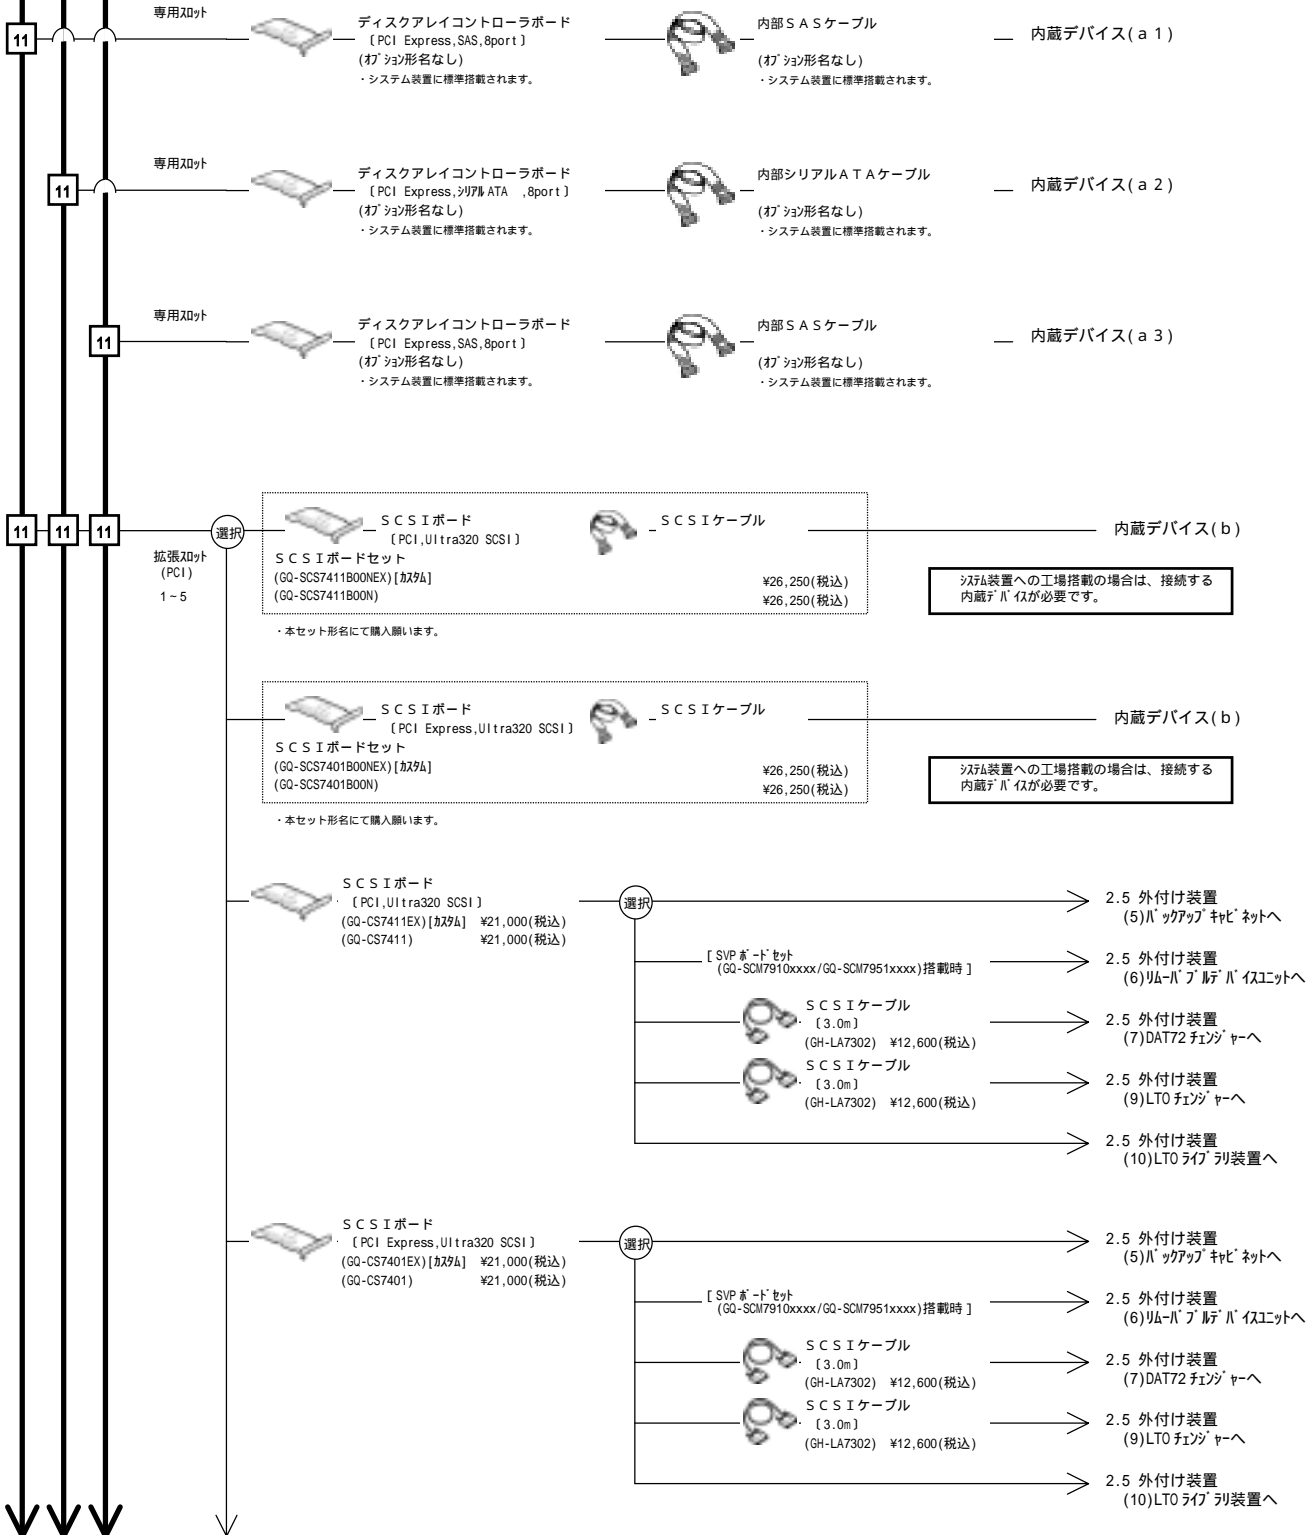 専用ｽﾛｯﾄ
11
ディスクアレイコントローラボード
〔PCI Express,SAS,8port〕
(ｵﾌﾟｼｮﾝ形名なし)
・システム装置に標準搭載されます。
内部ＳＡＳケーブル
(ｵﾌﾟｼｮﾝ形名なし)
・システム装置に標準搭載されます。
内蔵デバイス(ａ１)
専用ｽﾛｯﾄ
11
ディスクアレイコントローラボード
〔PCI Express,ｼﾘｱﾙATA ,8port〕
(ｵﾌﾟｼｮﾝ形名なし)
・システム装置に標準搭載されます。
内部シリアルＡＴＡケーブル
(ｵﾌﾟｼｮﾝ形名なし)
・システム装置に標準搭載されます。
内蔵デバイス(ａ２)
専用ｽﾛｯﾄ
11
ディスクアレイコントローラボード
〔PCI Express,SAS,8port〕
(ｵﾌﾟｼｮﾝ形名なし)
・システム装置に標準搭載されます。
内部ＳＡＳケーブル
(ｵﾌﾟｼｮﾝ形名なし)
・システム装置に標準搭載されます。
内蔵デバイス(ａ３)
11 11 11
選択
拡張ｽﾛｯﾄ
(PCI)
1~5
ＳＣＳＩボード
〔PCI,Ultra320 SCSI〕
ＳＣＳＩケーブル
ＳＣＳＩボードセット
(GQ-SCS7411B00NEX)[ｶｽﾀﾑ] ¥26,250(税込)
(GQ-SCS7411B00N) ¥26,250(税込)
・本セット形名にて購入願います。
内蔵デバイス(ｂ)
ｼｽﾃﾑ装置への工場搭載の場合は、接続する
内蔵ﾃﾞﾊﾞｲｽが必要です。
ＳＣＳＩボード
〔PCI Express,Ultra320 SCSI〕
ＳＣＳＩケーブル
ＳＣＳＩボードセット
(GQ-SCS7401B00NEX)[ｶｽﾀﾑ] ¥26,250(税込)
(GQ-SCS7401B00N) ¥26,250(税込)
・本セット形名にて購入願います。
内蔵デバイス(ｂ)
ｼｽﾃﾑ装置への工場搭載の場合は、接続する
内蔵ﾃﾞﾊﾞｲｽが必要です。
ＳＣＳＩボード
〔PCI,Ultra320 SCSI〕
(GQ-CS7411EX)[ｶｽﾀﾑ] ¥21,000(税込)
(GQ-CS7411) ¥21,000(税込)
選択
2.5 外付け装置
(5)ﾊﾞｯｸｱｯﾌﾟｷｬﾋﾞﾈｯﾄへ
[ SVPﾎﾞｰﾄﾞｾｯﾄ
(GQ-SCM7910xxxx/GQ-SCM7951xxxx)搭載時 ]
2.5 外付け装置
(6)ﾘﾑｰﾊﾞﾌﾞﾙﾃﾞﾊﾞｲｽﾕﾆｯﾄへ
ＳＣＳＩケーブル
〔3.0m〕
(GH-LA7302) ¥12,600(税込)
2.5 外付け装置
(7)DAT72ﾁｪﾝｼﾞｬｰへ
ＳＣＳＩケーブル
〔3.0m〕
(GH-LA7302) ¥12,600(税込)
2.5 外付け装置
(9)LTOﾁｪﾝｼﾞｬｰへ
2.5 外付け装置
(10)LTOﾗｲﾌﾞﾗﾘ装置へ
ＳＣＳＩボード
〔PCI Express,Ultra320 SCSI〕
(GQ-CS7401EX)[ｶｽﾀﾑ] ¥21,000(税込)
(GQ-CS7401) ¥21,000(税込)
選択
2.5 外付け装置
(5)ﾊﾞｯｸｱｯﾌﾟｷｬﾋﾞﾈｯﾄへ
[ SVPﾎﾞｰﾄﾞｾｯﾄ
(GQ-SCM7910xxxx/GQ-SCM7951xxxx)搭載時 ]
2.5 外付け装置
(6)ﾘﾑｰﾊﾞﾌﾞﾙﾃﾞﾊﾞｲｽﾕﾆｯﾄへ
ＳＣＳＩケーブル
〔3.0m〕
(GH-LA7302) ¥12,600(税込)
2.5 外付け装置
(7)DAT72ﾁｪﾝｼﾞｬｰへ
ＳＣＳＩケーブル
〔3.0m〕
(GH-LA7302) ¥12,600(税込)
2.5 外付け装置
(9)LTOﾁｪﾝｼﾞｬｰへ
2.5 外付け装置
(10)LTOﾗｲﾌﾞﾗﾘ装置へ